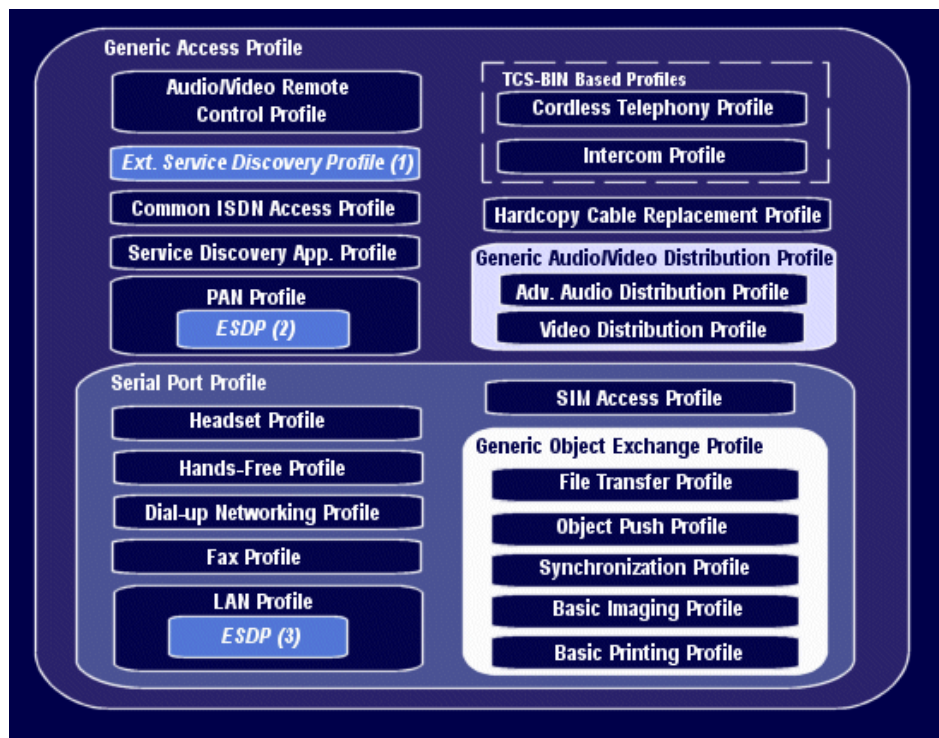 Generic Access Profile
Audio/Video Remote
Control Profile
Ext. Service Discovery Profile (1)
Common ISDN Access Profile
Service Discovery App. Profile
PAN Profile
ESDP (2)
TCS-BIN Based Profiles
Cordless Telephony Profile
Intercom Profile
Hardcopy Cable Replacement Profile
Generic Audio/Video Distribution Profile
Adv. Audio Distribution Profile
Video Distribution Profile
Serial Port Profile
Headset Profile
Hands-Free Profile
Dial-up Networking Profile
Fax Profile
LAN Profile
ESDP (3)
SIM Access Profile
Generic Object Exchange Profile
File Transfer Profile
Object Push Profile
Synchronization Profile
Basic Imaging Profile
Basic Printing Profile